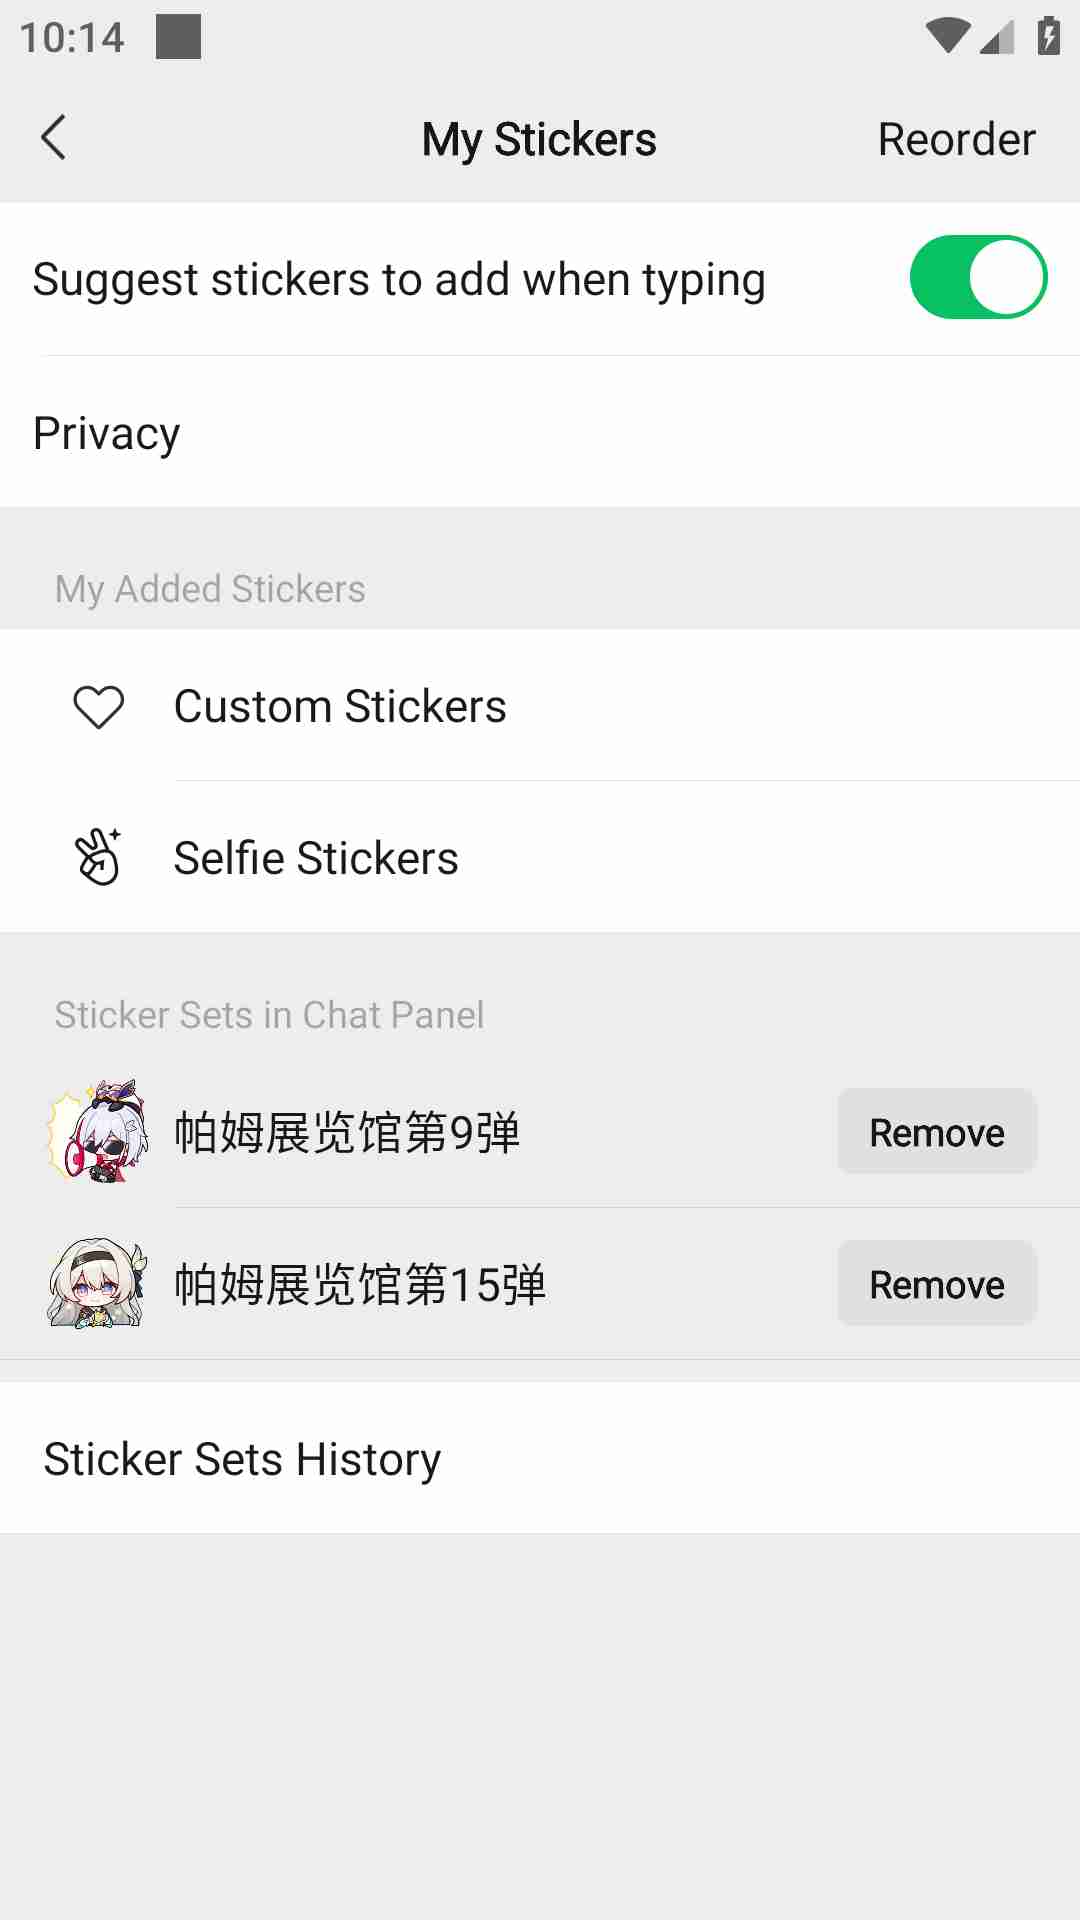 10:14
My Stickers
Reorder
Suggest stickers to add when typing
Privacy
My Added Stickers
Custom Stickers
Selfie Stickers
Sticker Sets in Chat Panel
帕姆展览馆第9弹
Remove
帕姆展览馆第15弹
Remove
Sticker Sets History